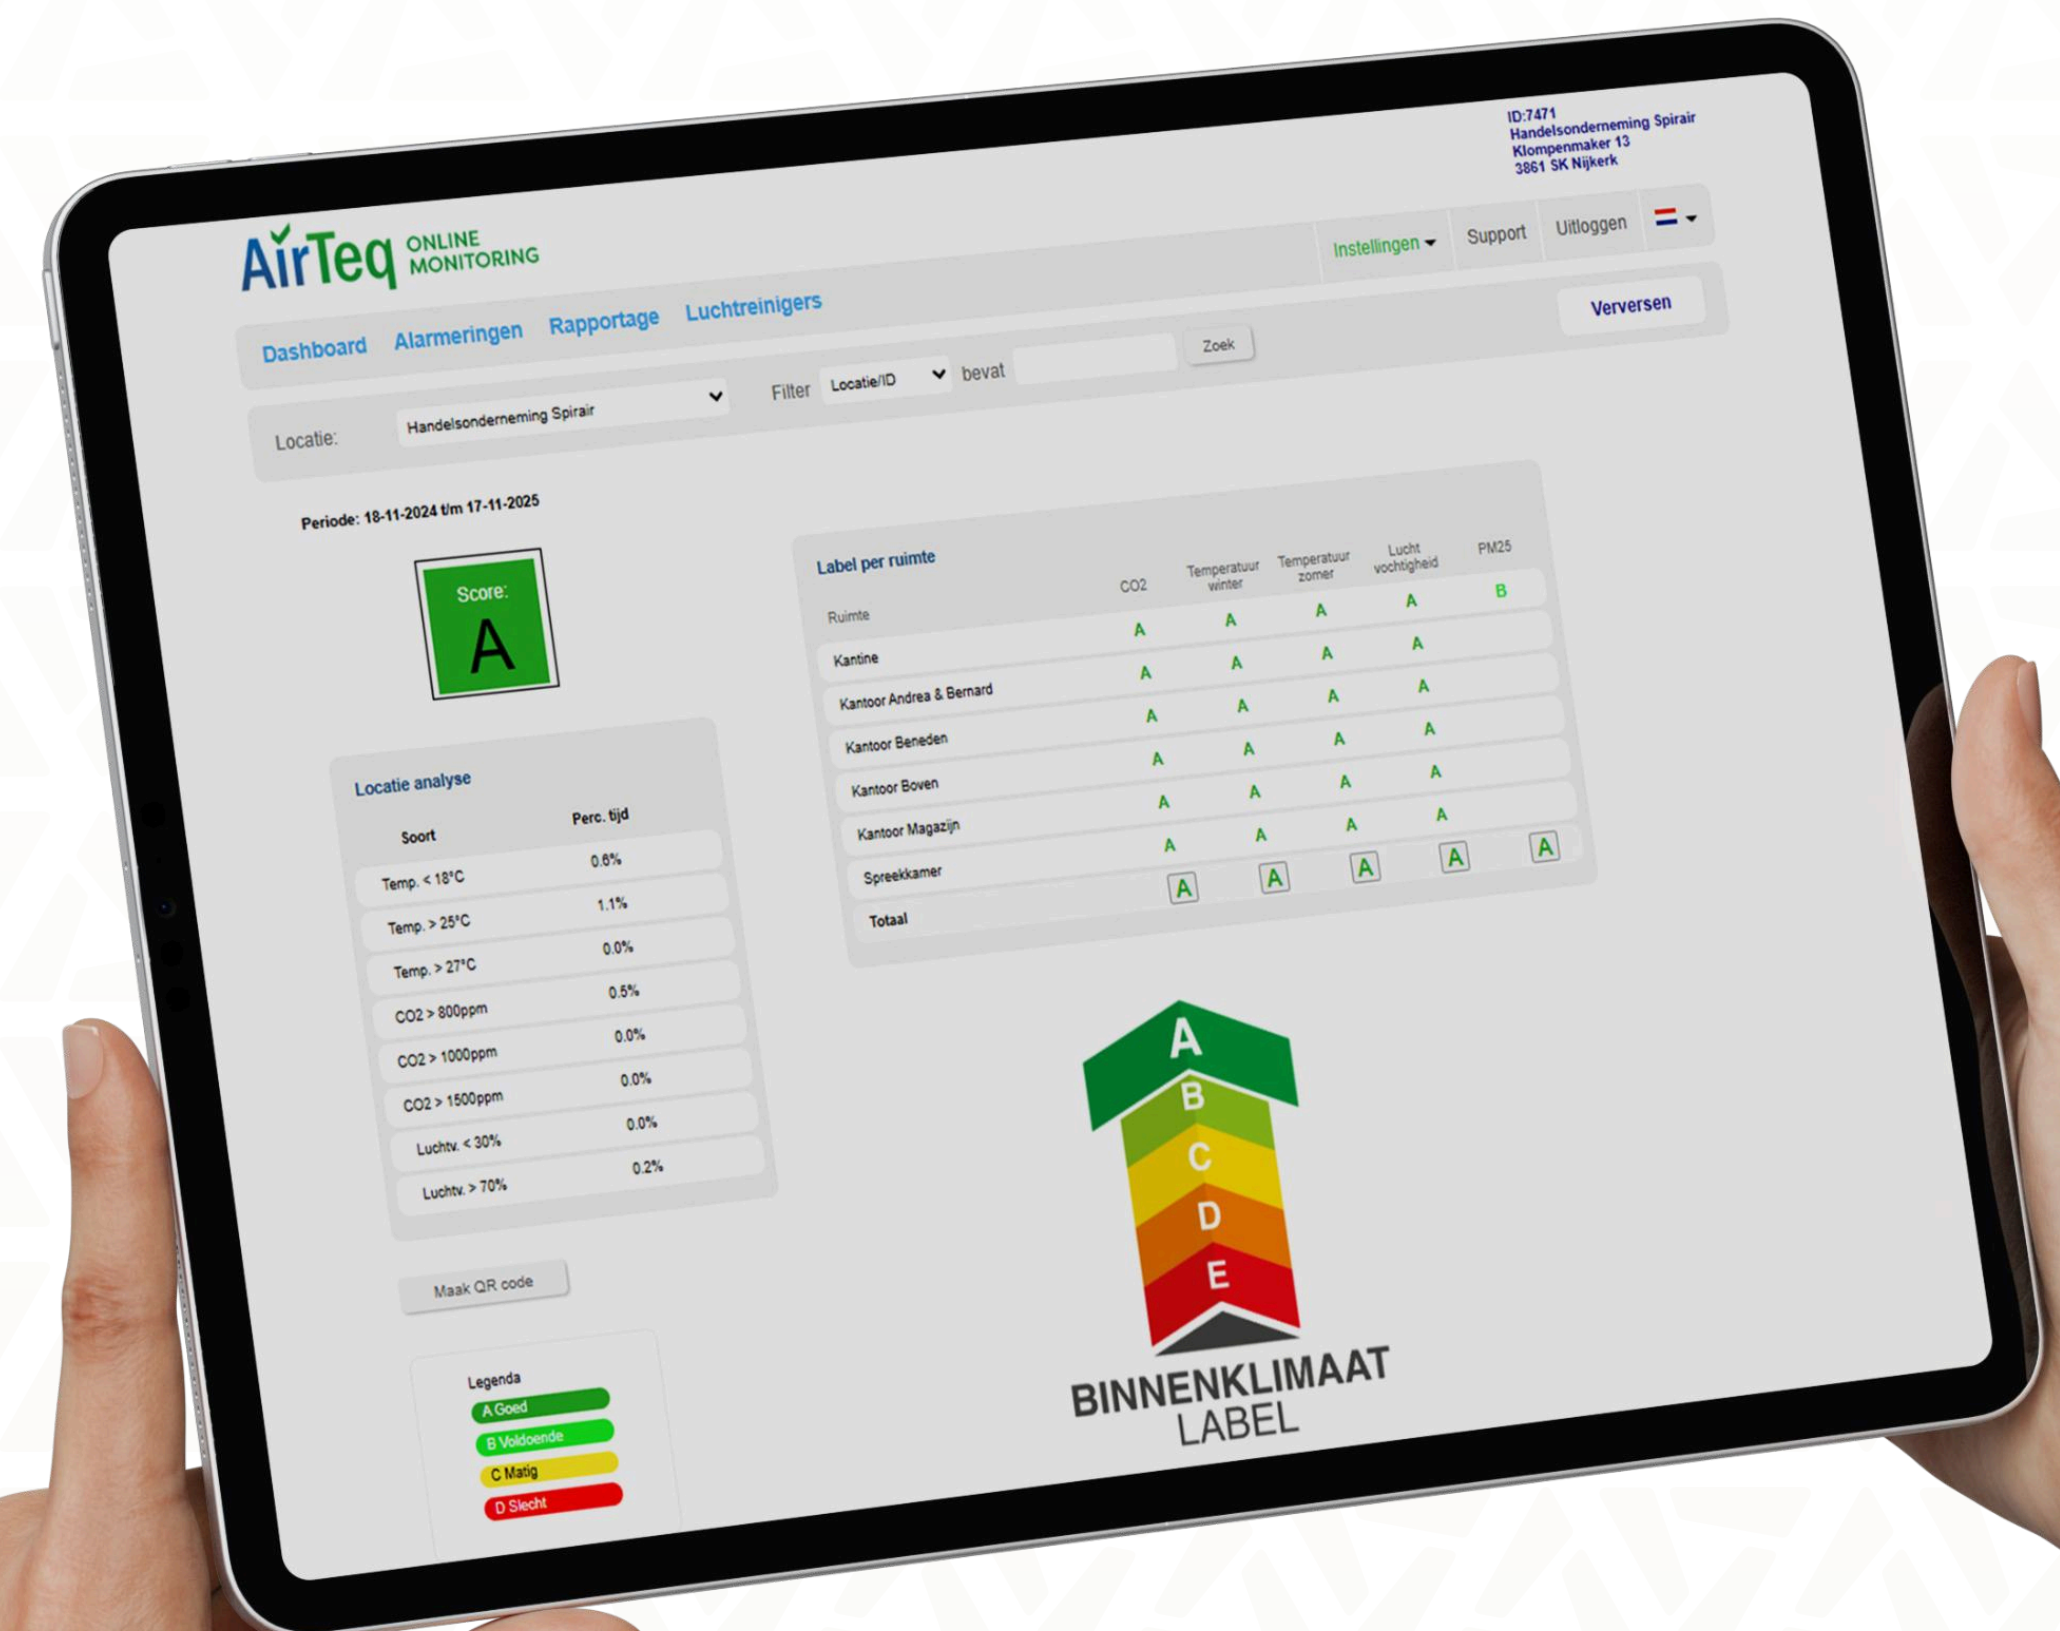 ID:7471
Handelsonderneming Spirair
Klompenmaker 13
3861 SK Nijkerk
AirTeq ONLINE MONITORING
Instellingen Support Uitloggen
Dashboard Alarmeringen Rapportage Luchtreinigers
Verversen
Locatie: Handelsonderneming Spirair Filter Locatie/ID bevat Zoek
Periode: 18-11-2024 t/m 17-11-2025
Score:
A
Locatie analyse
Soort Perc. tijd
Temp. < 18°C 0.6%
Temp. > 25°C 1.1%
Temp. > 27°C 0.0%
CO2 > 800ppm 0.5%
CO2 > 1000ppm 0.0%
CO2 > 1500ppm 0.0%
Luchtv. < 30% 0.0%
Luchtv. > 70% 0.2%
Maak QR code
Legenda
A Goed
B Voldoende
C Matig
D Slecht
Label per ruimte
Ruimte CO2 Temperatuur winter Temperatuur zomer Lucht vochtigheid PM25
Kantine A A A A B
Kantoor Andrea & Bernard A A A A
Kantoor Beneden A A A A
Kantoor Boven A A A A
Kantoor Magazijn A A A A
Spreekkamer A A A A
Totaal A A A A A
A
B
C
D
E
BINNENKLIMAAT
LABEL